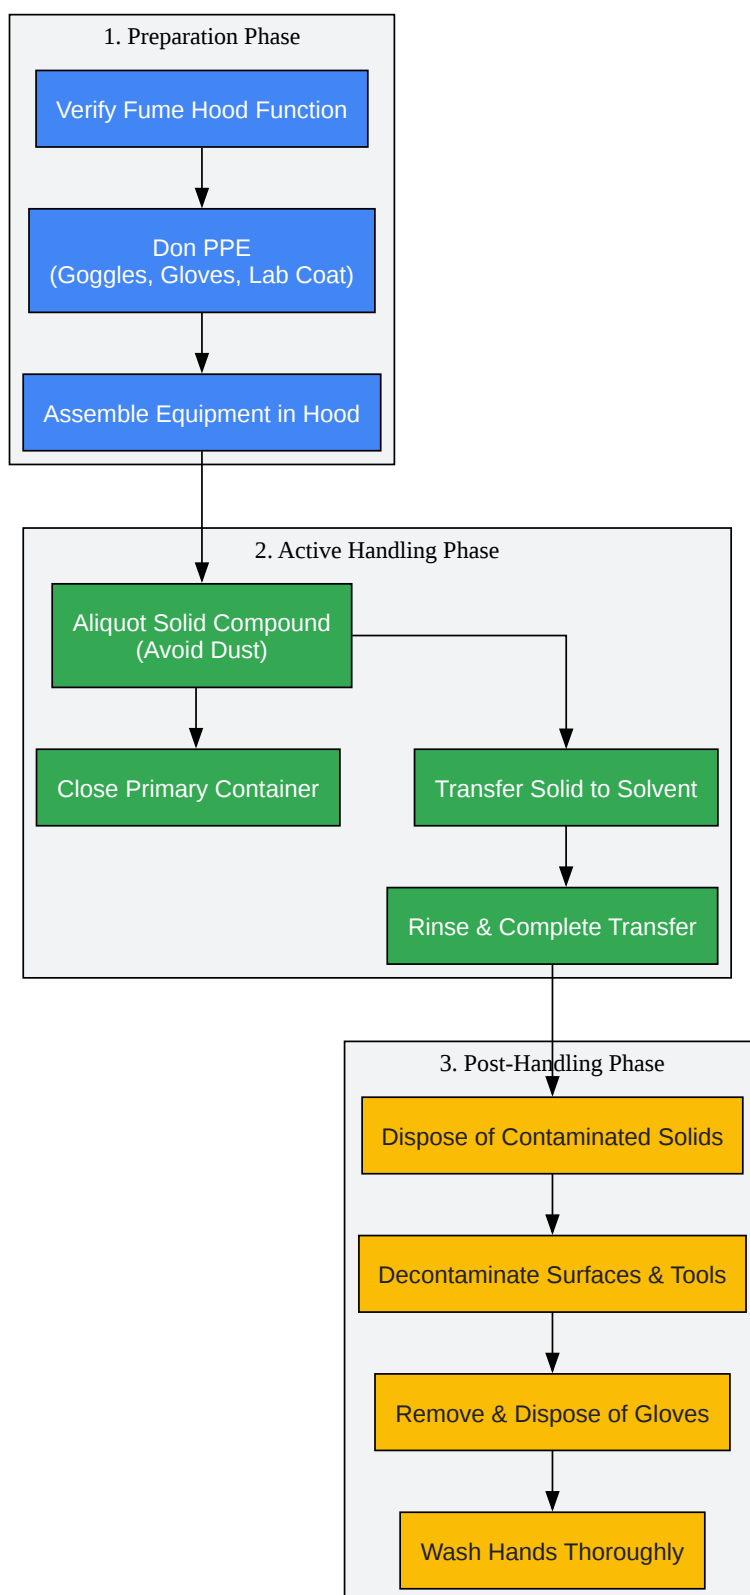 1. Preparation Phase
Verify Fume Hood Function
Don PPE
(Goggles, Gloves, Lab Coat)
Assemble Equipment in Hood
2. Active Handling Phase
Aliquot Solid Compound
(Avoid Dust)
Close Primary Container
Transfer Solid to Solvent
Rinse & Complete Transfer
3. Post-Handling Phase
Dispose of Contaminated Solids
Decontaminate Surfaces & Tools
Remove & Dispose of Gloves
Wash Hands Thoroughly